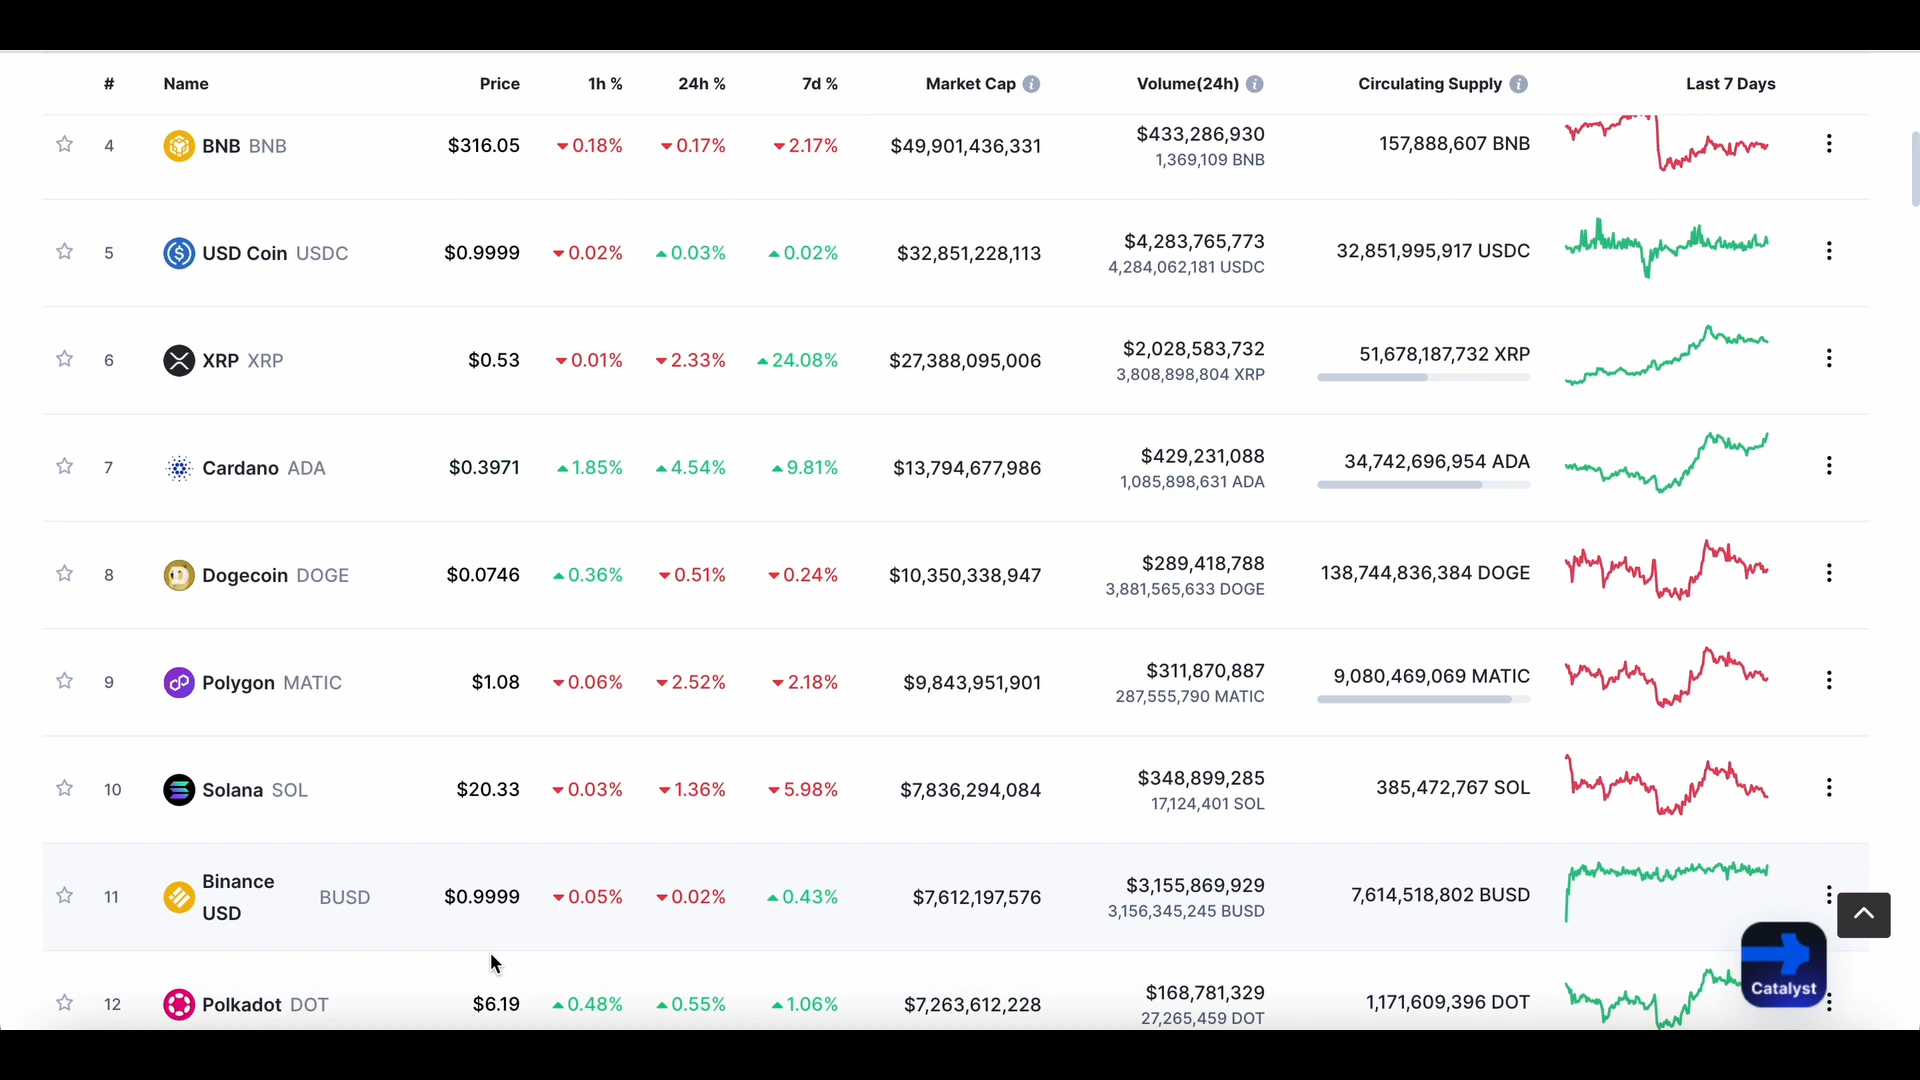 # Name Price 1h % 24h % 7d % Market Cap Volume(24h) Circulating Supply Last 7 Days
4 BNB BNB $316.05 0.18% 0.17% 2.17% $49,901,436,331 $433,286,930 157,888,607 BNB
1,369,109 BNB
5 USD Coin USDC $0.9999 0.02% 0.03% 0.02% $32,851,228,113 $4,283,765,773 32,851,995,917 USDC
4,284,062,181 USDC
6 XRP XRP $0.53 0.01% 2.33% 24.08% $27,388,095,006 $2,028,583,732 51,678,187,732 XRP
3,808,898,804 XRP
7 Cardano ADA $0.3971 1.85% 4.54% 9.81% $13,794,677,986 $429,231,088 34,742,696,954 ADA
1,085,898,631 ADA
8 Dogecoin DOGE $0.0746 0.36% 0.51% 0.24% $10,350,338,947 $289,418,788 138,744,836,384 DOGE
3,881,565,633 DOGE
9 Polygon MATIC $1.08 0.06% 2.52% 2.18% $9,843,951,901 $311,870,887 9,080,469,069 MATIC
287,555,790 MATIC
10 Solana SOL $20.33 0.03% 1.36% 5.98% $7,836,294,084 $348,899,285 385,472,767 SOL
17,124,401 SOL
11 Binance USD BUSD $0.9999 0.05% 0.02% 0.43% $7,612,197,576 $3,155,869,929 7,614,518,802 BUSD
3,156,345,245 BUSD
12 Polkadot DOT $6.19 0.48% 0.55% 1.06% $7,263,612,228 $168,781,329 1,171,609,396 DOT
27,265,459 DOT
Catalyst